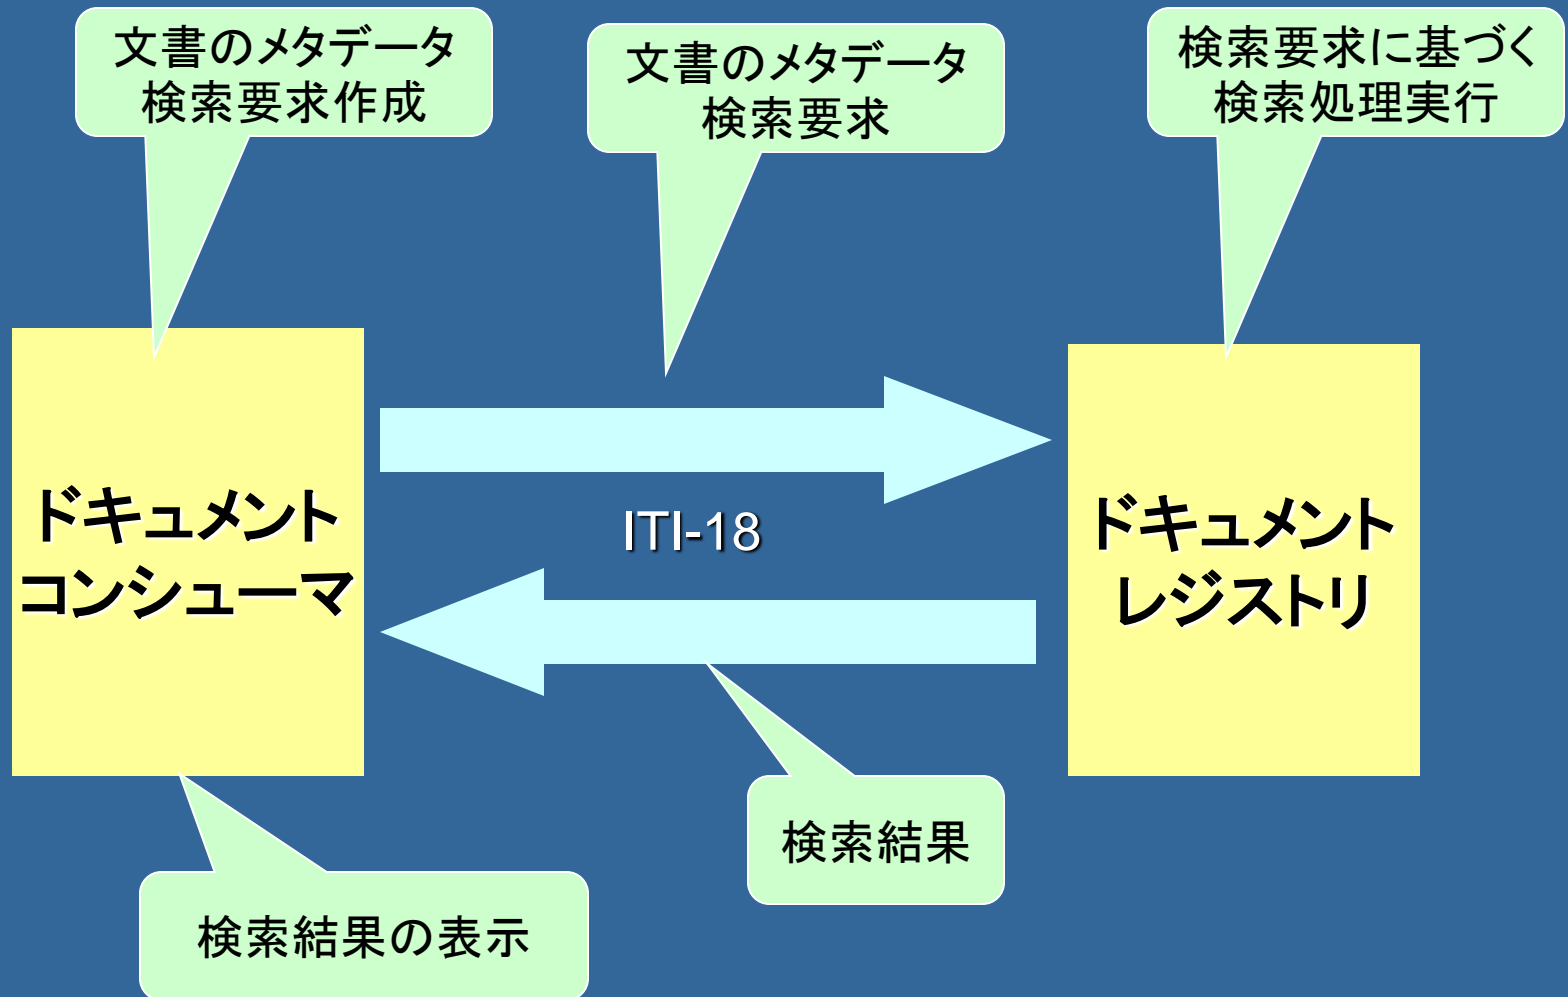 文書のメタデータ
検索要求作成
文書のメタデータ
検索要求
検索要求に基づく
検索処理実行
ドキュメント
コンシューマ
ITI-18
ドキュメント
レジストリ
検索結果
検索結果の表示